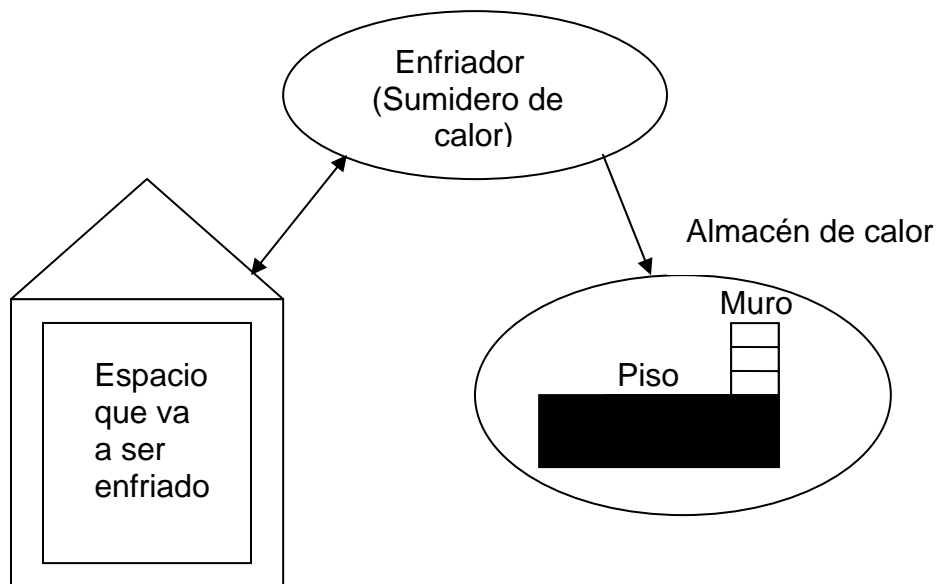 Enfriador
(Sumidero de
calor)
Almacén de calor
Muro
Piso
Espacio
que va
a ser
enfriado